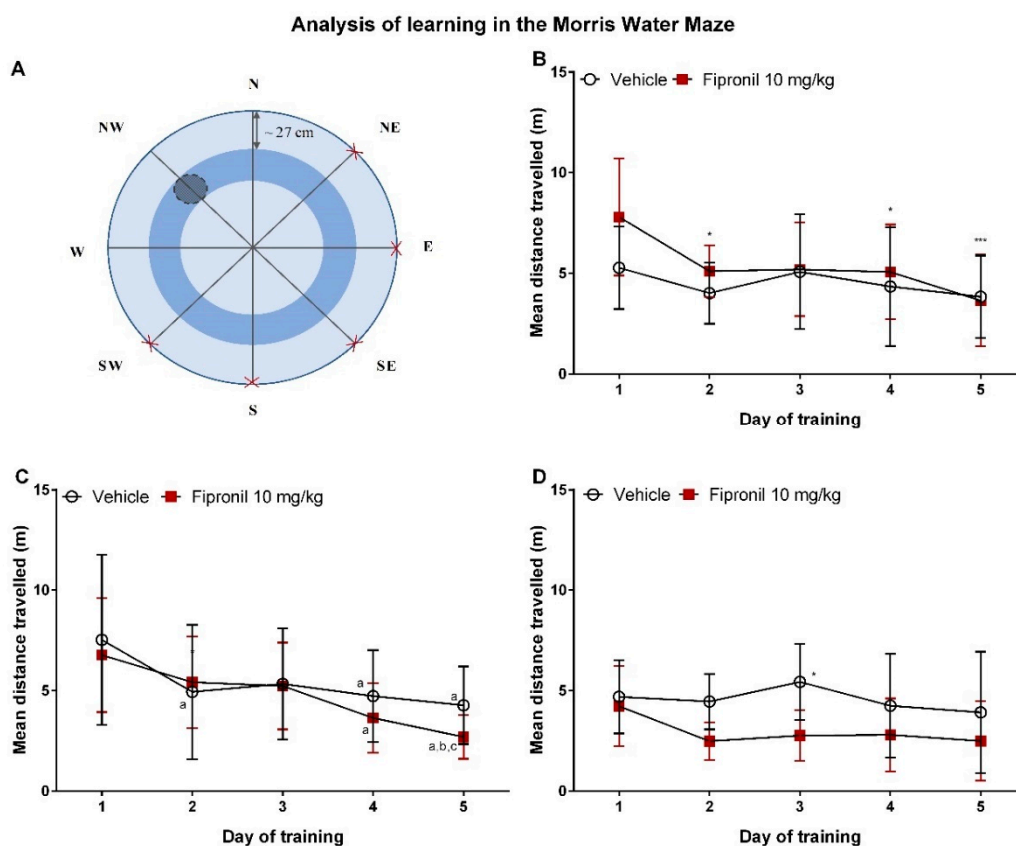 Analysis of learning in the Morris Water Maze
A
N
NW
~ 27 cm
NE
W
E
SW
SE
S
B
Vehicle Fipronil 10 mg/kg
Mean distance travelled (m)
15
10
5
0
*
*
***
1 2 3 4 5
Day of training
C
Vehicle Fipronil 10 mg/kg
Mean distance travelled (m)
15
10
5
0
a
a
a
a
a.b,c
1 2 3 4 5
Day of training
D
Vehicle Fipronil 10 mg/kg
Mean distance travelled (m)
15
10
5
0
*
1 2 3 4 5
Day of training